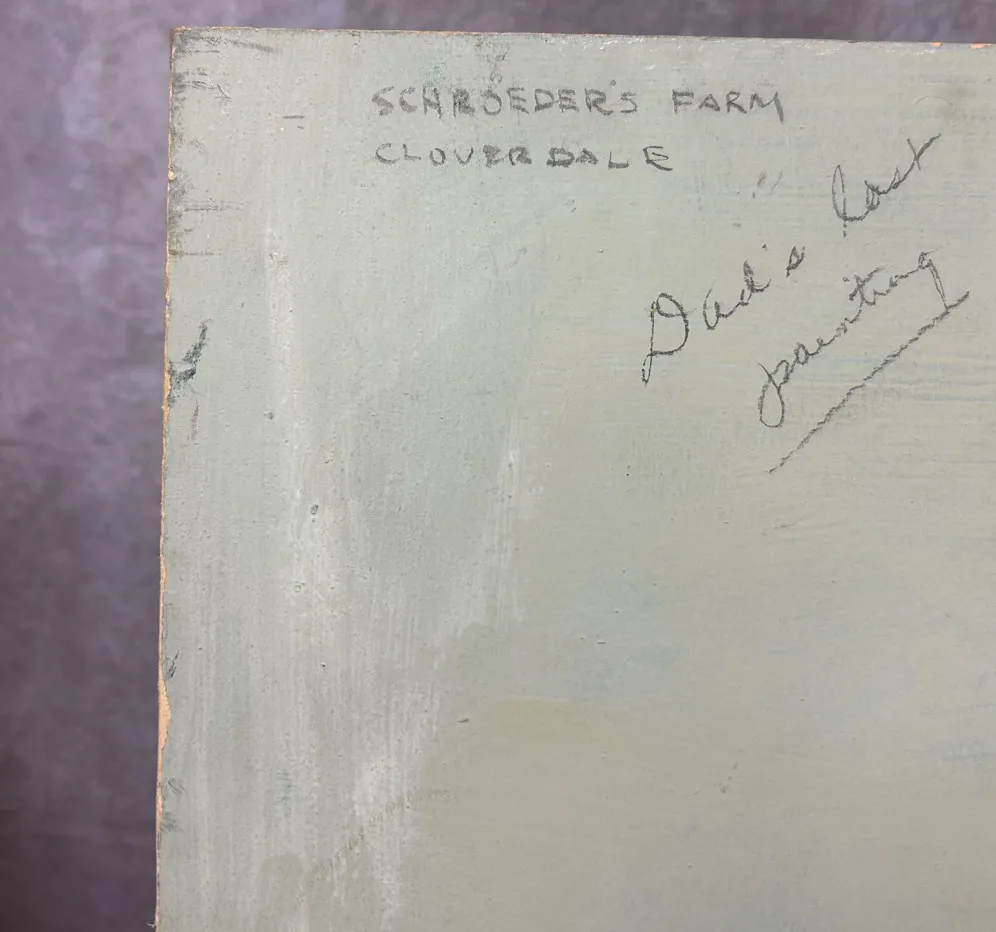 SCHROEDER'S FARM
CLOVERDALE
Dad's last
painting